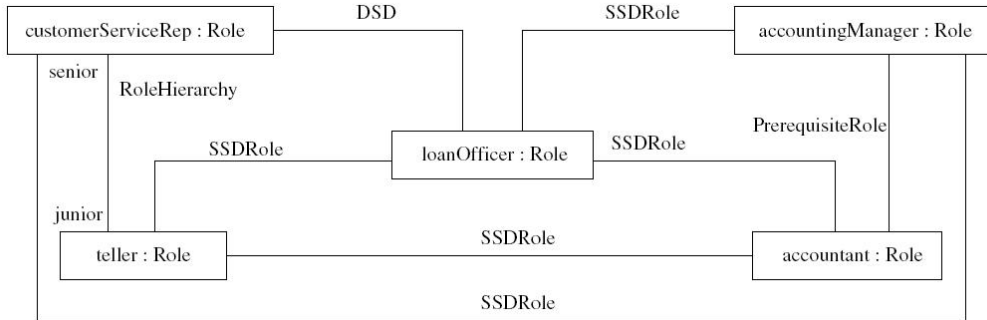 DSD
SSDRole
customerServiceRep : Role
accountingManager : Role
senior
RoleHierarchy
PrerequisiteRole
SSDRole
loanOfficer : Role
SSDRole
junior
teller : Role
SSDRole
accountant : Role
SSDRole